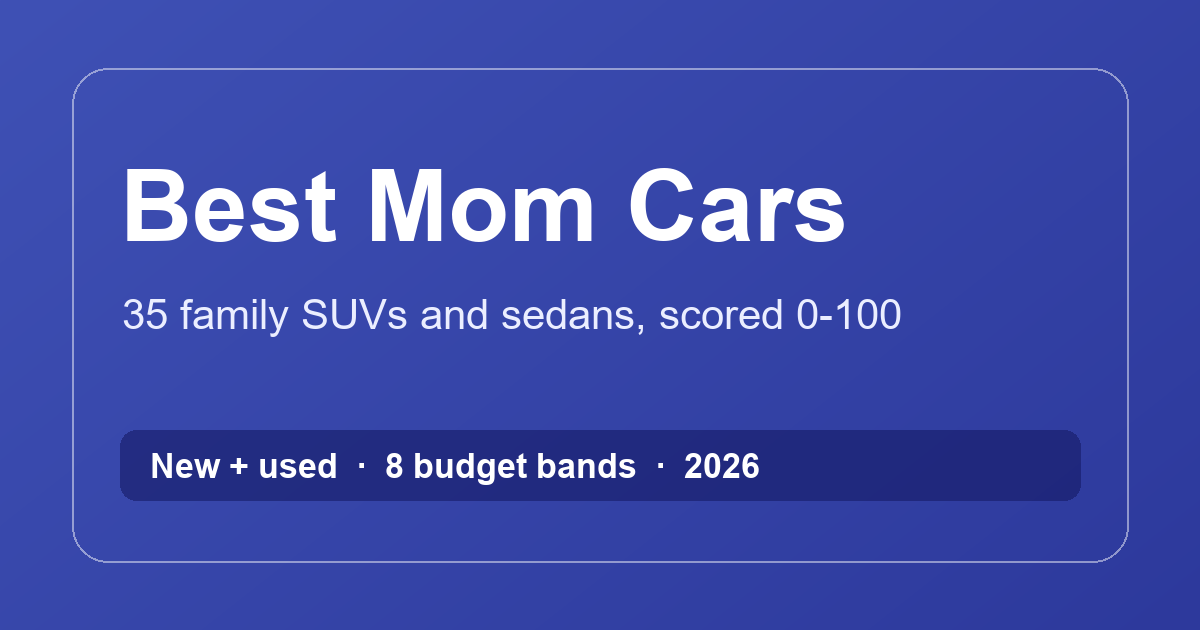 Best Mom Cars
35 family SUVs and sedans, scored 0-100
New + used · 8 budget bands · 2026